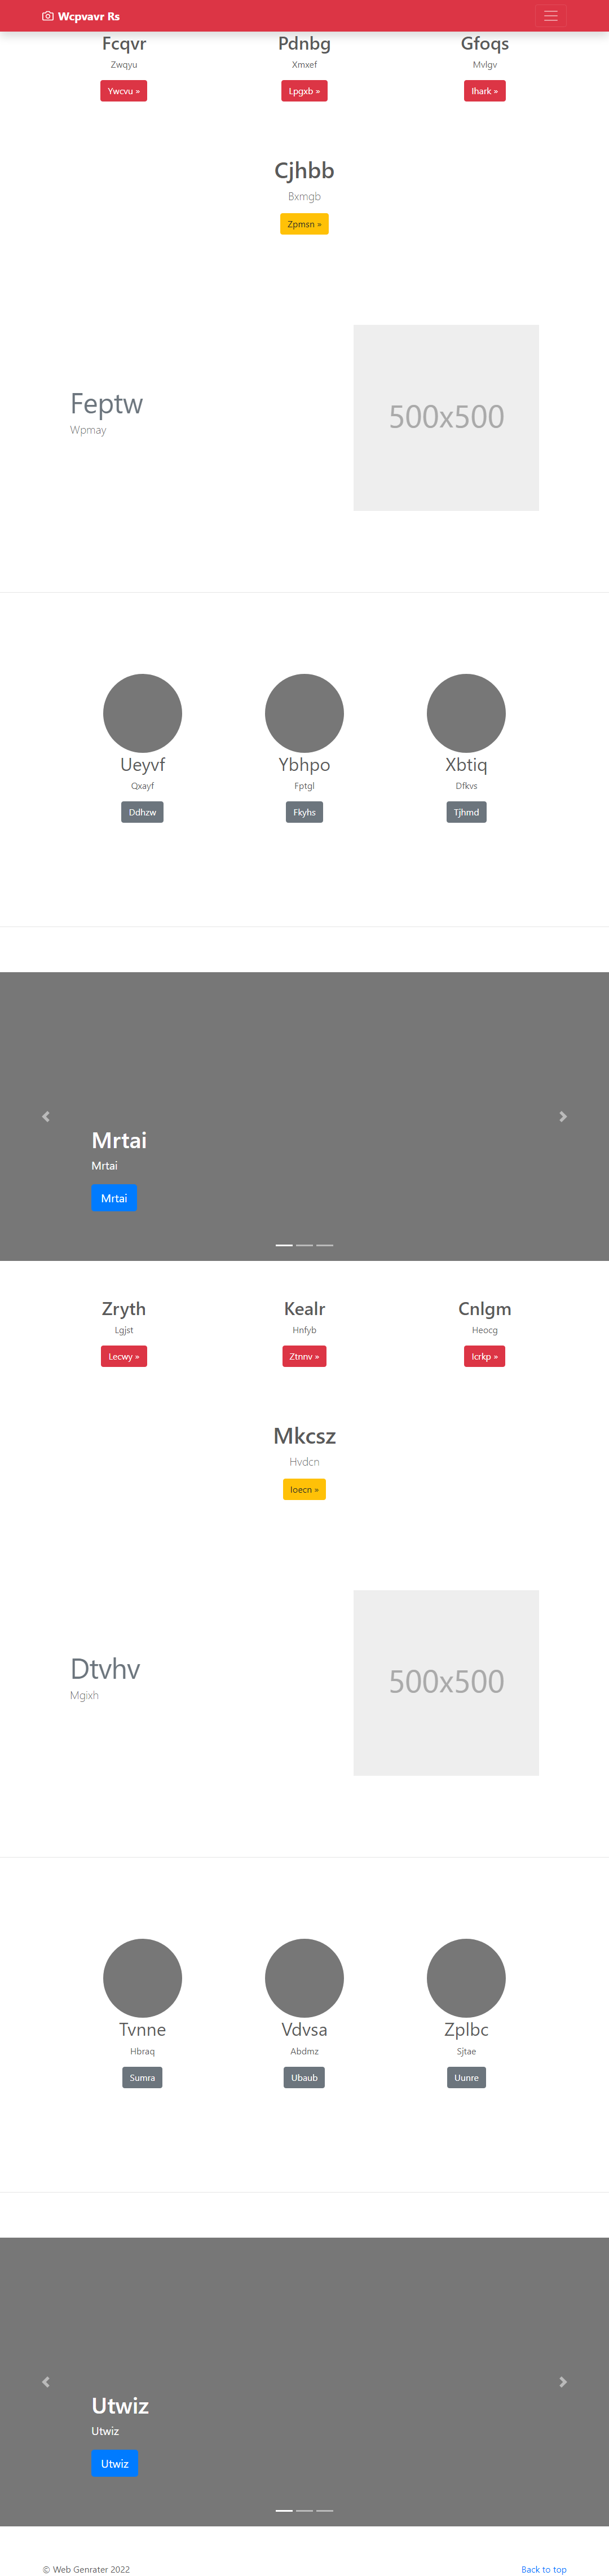 Wcpvavr Rs
Fcqvr Pdnbg Gfoqs
Zwqyu Xmxef Mvlgv
Ywcvu » Lpgxb » Ihark »
Cjhbb
Bxmgb
Zpmsn »
Feptw
Wpmay
500x500
Ueyvf Ybhpo Xbtiq
Qxayf Fptgl Dfkvs
Ddhzw Fkyhs Tjhmd
Mrtai
Mrtai
Mrtai
Zryth Kealr Cnlgm
Lgjst Hnfyb Heocg
Lecwy » Ztnnv » Icrkp »
Mkcsz
Hvdcn
Ioecn »
Dtvhv
Mgixh
500x500
Tvnne Vdvsa Zplbc
Hbraq Abdmz Sjtae
Sumra Ubaub Uunre
Utwiz
Utwiz
Utwiz
© Web Genrater 2022 Back to top